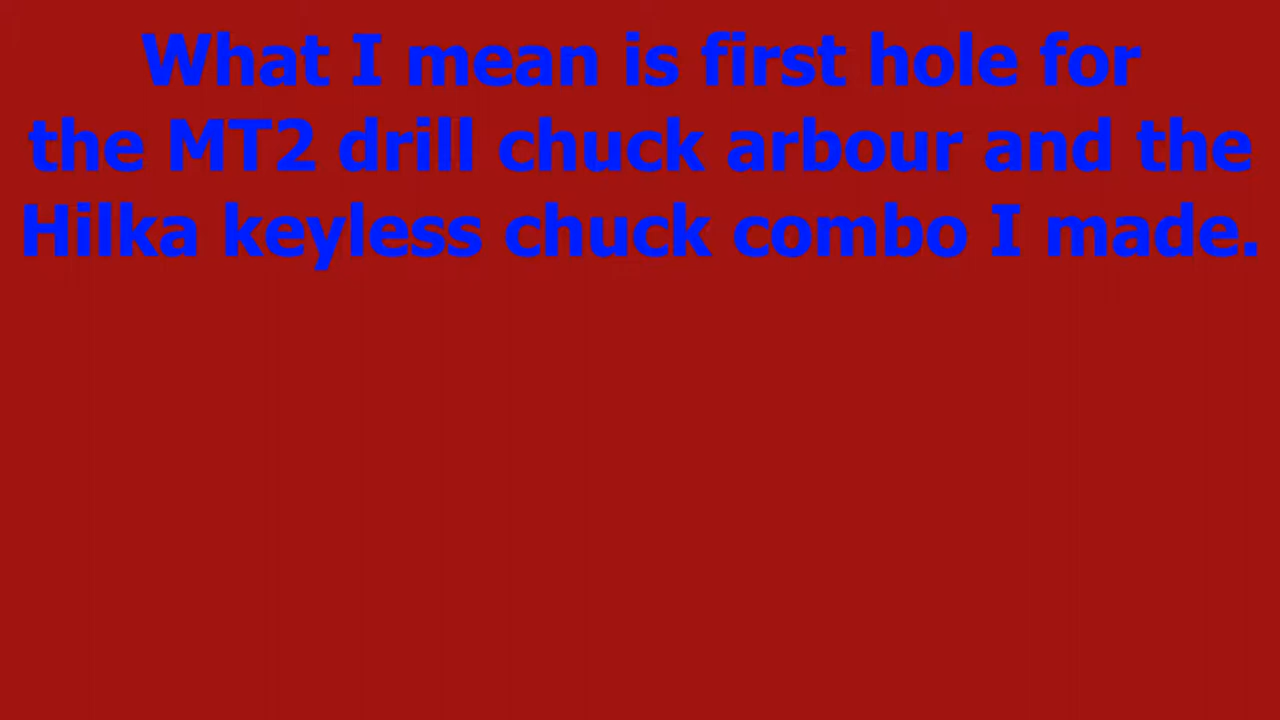 What I mean is first hole for
the MT2 drill chuck arbour and the
Hilka keyless chuck combo I made.